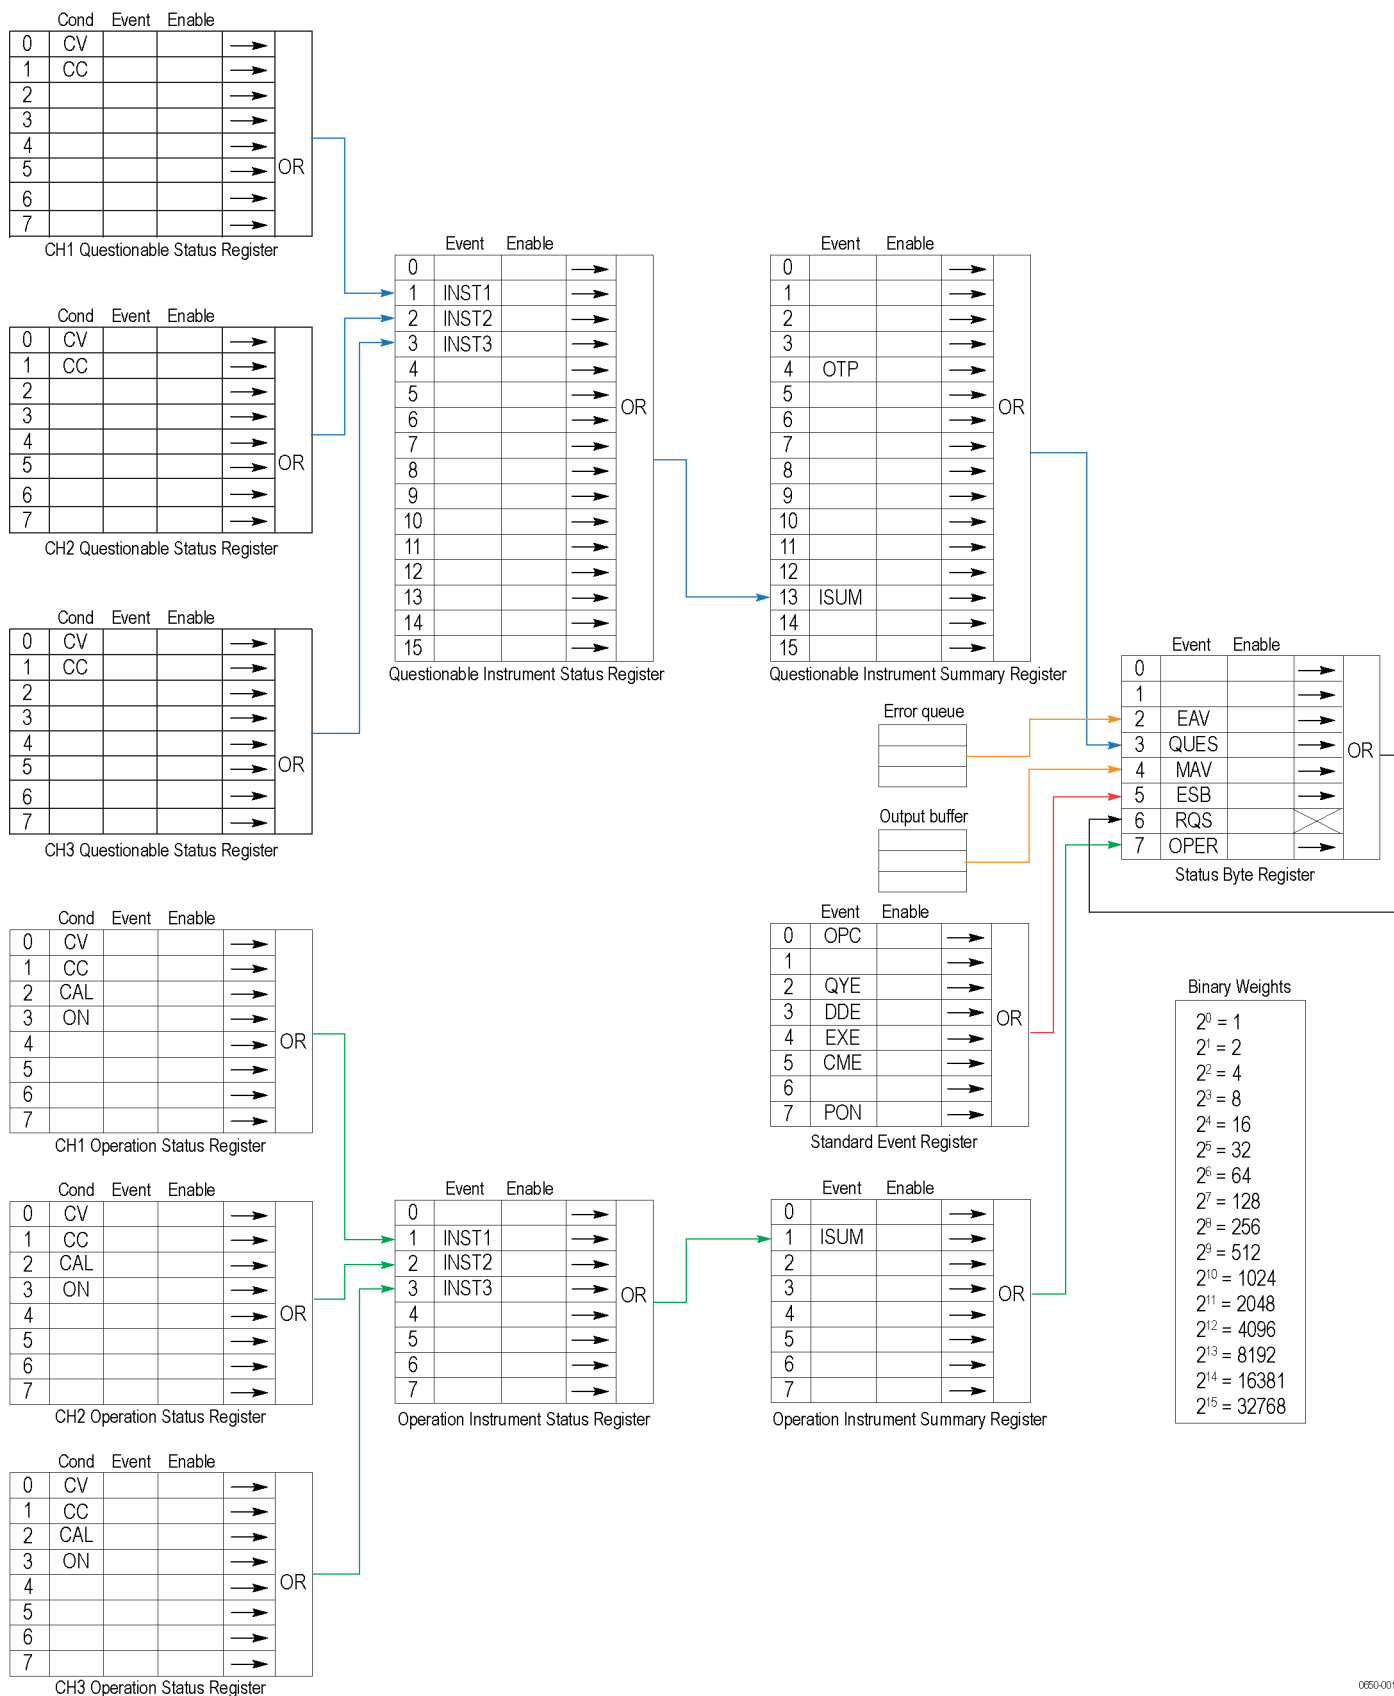 Cond Event Enable
0 CV
1 CC
2
3
4
5
6
7
OR
CH1 Questionable Status Register
Cond Event Enable
0 CV
1 CC
2
3
4
5
6
7
OR
CH2 Questionable Status Register
Cond Event Enable
0 CV
1 CC
2
3
4
5
6
7
OR
CH3 Questionable Status Register
Event Enable
0
1 INST1
2 INST2
3 INST3
4
5
6
7
8
9
10
11
12
13
14
15
OR
Questionable Instrument Status Register
Event Enable
0
1
2
3
4 OTP
5
6
7
8
9
10
11
12
13 ISUM
14
15
OR
Questionable Instrument Summary Register
Error queue
Output buffer
Event Enable
0
1
2 EAV
3 QUES
4 MAV
5 ESB
6 RQS
7 OPER
OR
Status Byte Register
Event Enable
0 OPC
1
2 QYE
3 DDE
4 EXE
5 CME
6
7 PON
OR
Standard Event Register
Cond Event Enable
0 CV
1 CC
2 CAL
3 ON
4
5
6
7
OR
CH1 Operation Status Register
Cond Event Enable
0 CV
1 CC
2 CAL
3 ON
4
5
6
7
OR
CH2 Operation Status Register
Cond Event Enable
0 CV
1 CC
2 CAL
3 ON
4
5
6
7
OR
CH3 Operation Status Register
Event Enable
0
1 INST1
2 INST2
3 INST3
4
5
6
7
OR
Operation Instrument Status Register
Event Enable
0
1 ISUM
2
3
4
5
6
7
OR
Operation Instrument Summary Register
Binary Weights
2⁰ = 1
2¹ = 2
2² = 4
2³ = 8
2⁴ = 16
2⁵ = 32
2⁶ = 64
2⁷ = 128
2⁸ = 256
2⁹ = 512
2¹⁰ = 1024
2¹¹ = 2048
2¹² = 4096
2¹³ = 8192
2¹⁴ = 16381
2¹⁵ = 32768
0650-001